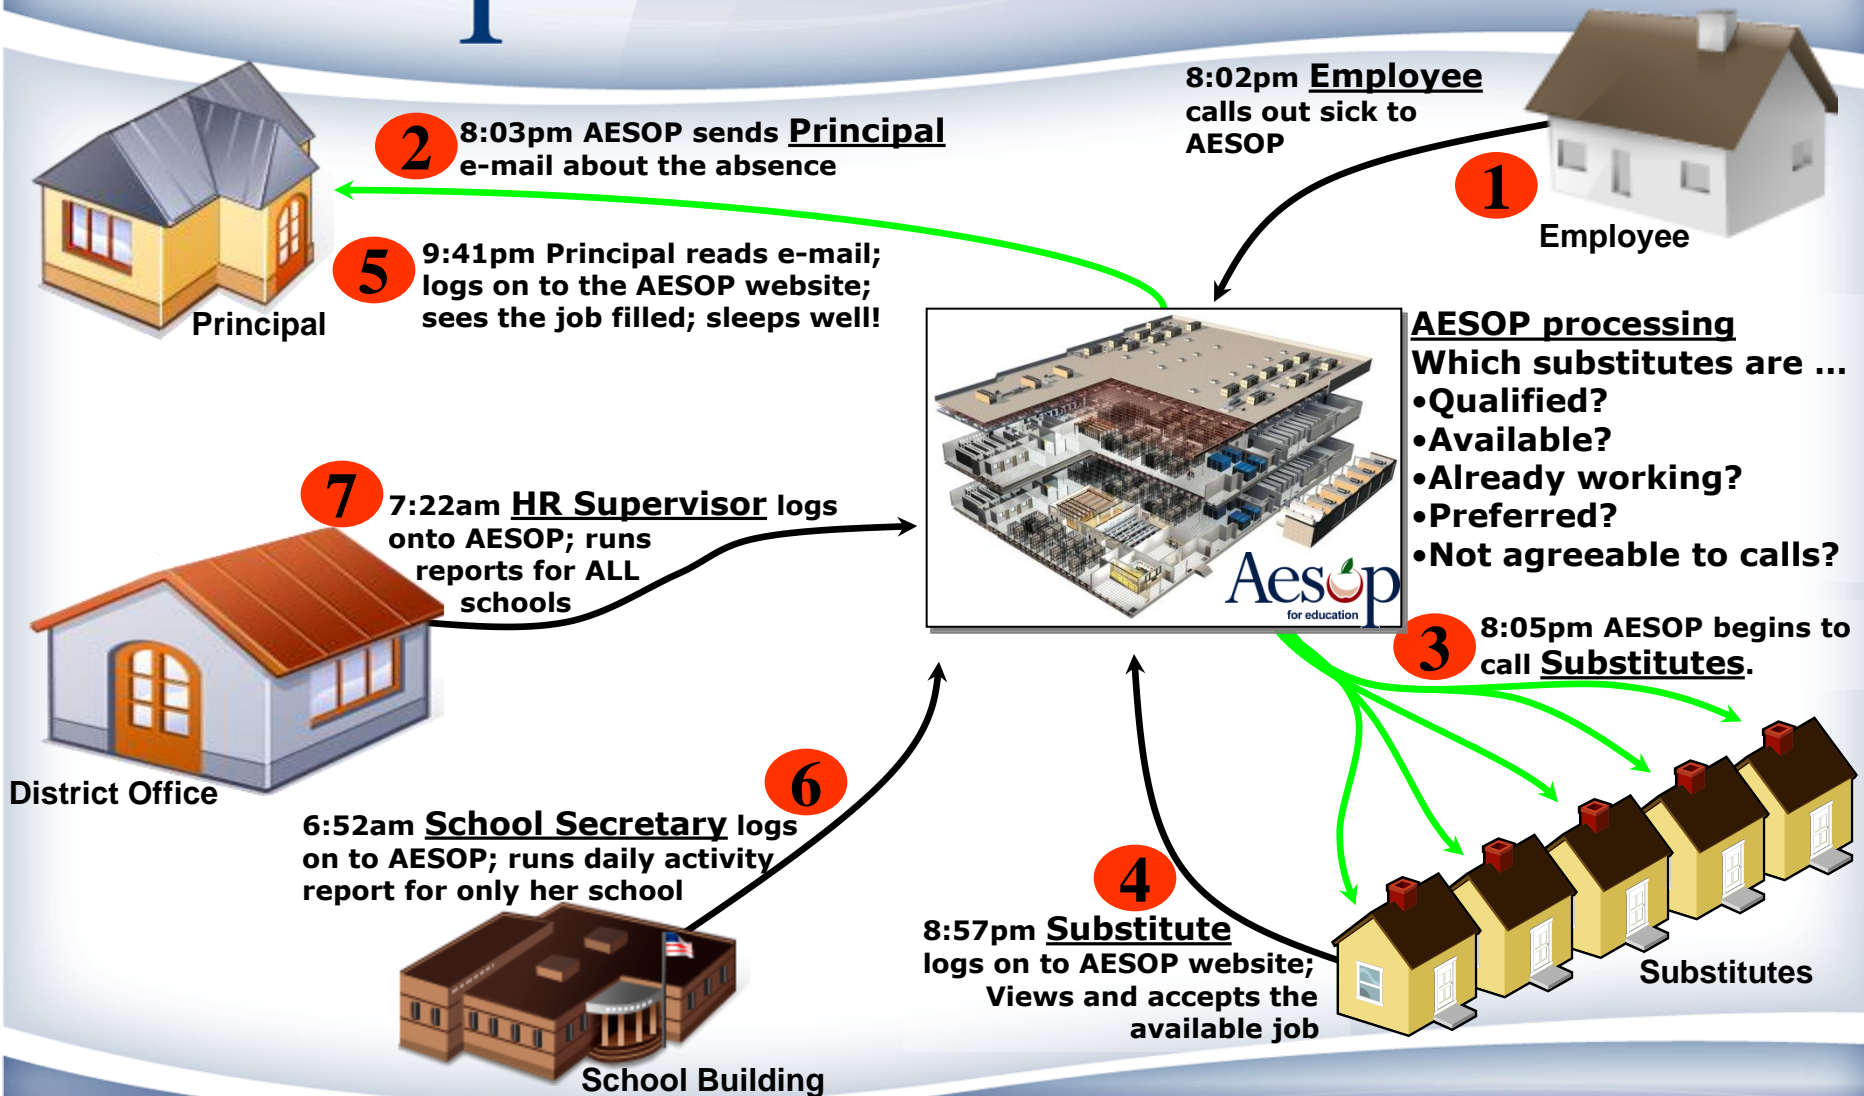 8:02pm Employee
calls out sick to
AESOP
1
Employee
2
8:03pm AESOP sends Principal
e-mail about the absence
5
9:41pm Principal reads e-mail;
logs on to the AESOP website;
sees the job filled; sleeps well!
Principal
AESOP processing
Which substitutes are ...
•Qualified?
•Available?
•Already working?
•Preferred?
•Not agreeable to calls?
Aesop
for education
7
7:22am HR Supervisor logs
onto AESOP; runs
reports for ALL
schools
District Office
3
8:05pm AESOP begins to
call Substitutes.
6
6:52am School Secretary logs
on to AESOP; runs daily activity
report for only her school
School Building
4
8:57pm Substitute
logs on to AESOP website;
Views and accepts the
available job
Substitutes